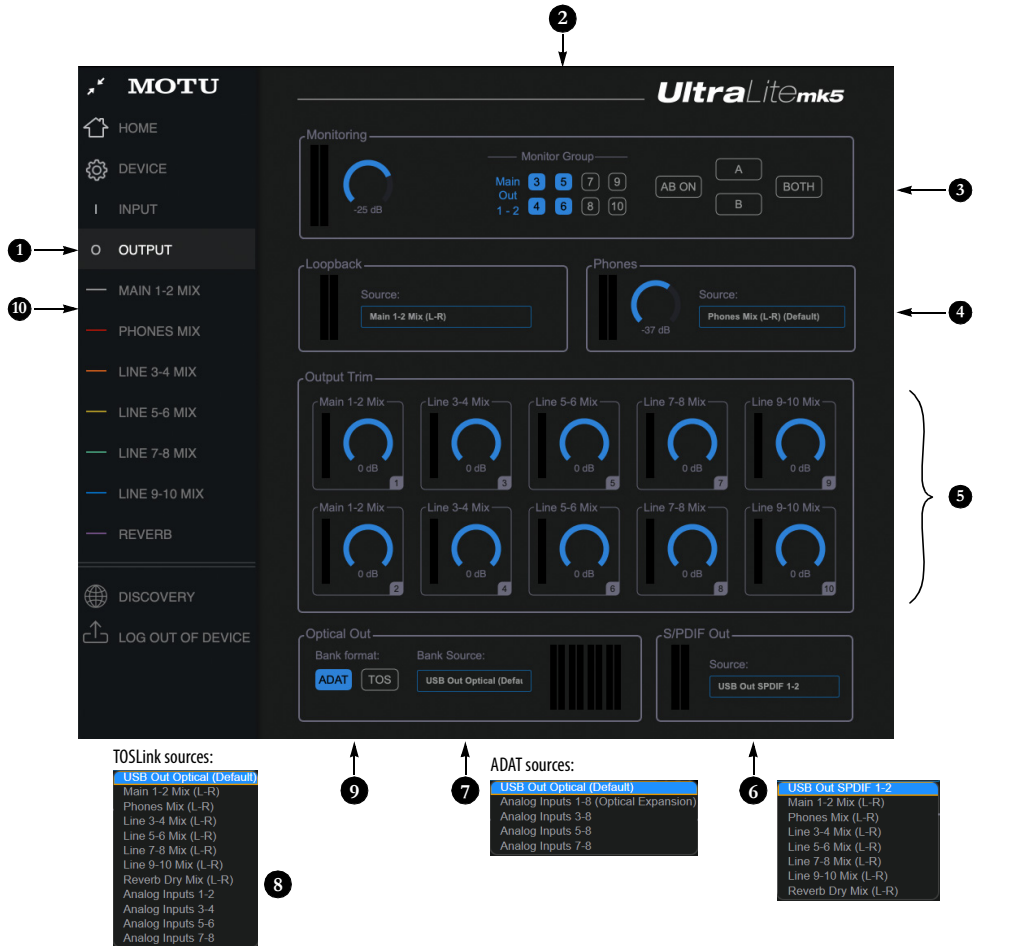 2
MOTU
UltraLite mk5
HOME
DEVICE
I INPUT
1
O OUTPUT
10
MAIN 1-2 MIX
PHONES MIX
LINE 3-4 MIX
LINE 5-6 MIX
LINE 7-8 MIX
LINE 9-10 MIX
REVERB
DISCOVERY
LOG OUT OF DEVICE
Monitoring
-25 dB
Monitor Group
Main Out 1 - 2
3 5 7 9
4 6 8 10
AB ON
A
B
BOTH
3
Loopback
Source:
Main 1-2 Mix (L-R)
Phones
-37 dB
Source:
Phones Mix (L-R) (Default)
4
Output Trim
Main 1-2 Mix Line 3-4 Mix Line 5-6 Mix Line 7-8 Mix Line 9-10 Mix
0 dB 0 dB 0 dB 0 dB 0 dB
1 3 5 7 9
Main 1-2 Mix Line 3-4 Mix Line 5-6 Mix Line 7-8 Mix Line 9-10 Mix
0 dB 0 dB 0 dB 0 dB 0 dB
2 4 6 8 10
5
Optical Out
Bank format:
ADAT TOS
Bank Source:
USB Out Optical (Defau
S/PDIF Out
Source:
USB Out SPDIF 1-2
9
7
6
TOSLink sources:
USB Out Optical (Default)
Main 1-2 Mix (L-R)
Phones Mix (L-R)
Line 3-4 Mix (L-R)
Line 5-6 Mix (L-R)
Line 7-8 Mix (L-R)
Line 9-10 Mix (L-R)
Reverb Dry Mix (L-R)
Analog Inputs 1-2
Analog Inputs 3-4
Analog Inputs 5-6
Analog Inputs 7-8
8
ADAT sources:
USB Out Optical (Default)
Analog Inputs 1-8 (Optical Expansion)
Analog Inputs 3-8
Analog Inputs 5-8
Analog Inputs 7-8
USB Out SPDIF 1-2
Main 1-2 Mix (L-R)
Phones Mix (L-R)
Line 3-4 Mix (L-R)
Line 5-6 Mix (L-R)
Line 7-8 Mix (L-R)
Line 9-10 Mix (L-R)
Reverb Dry Mix (L-R)